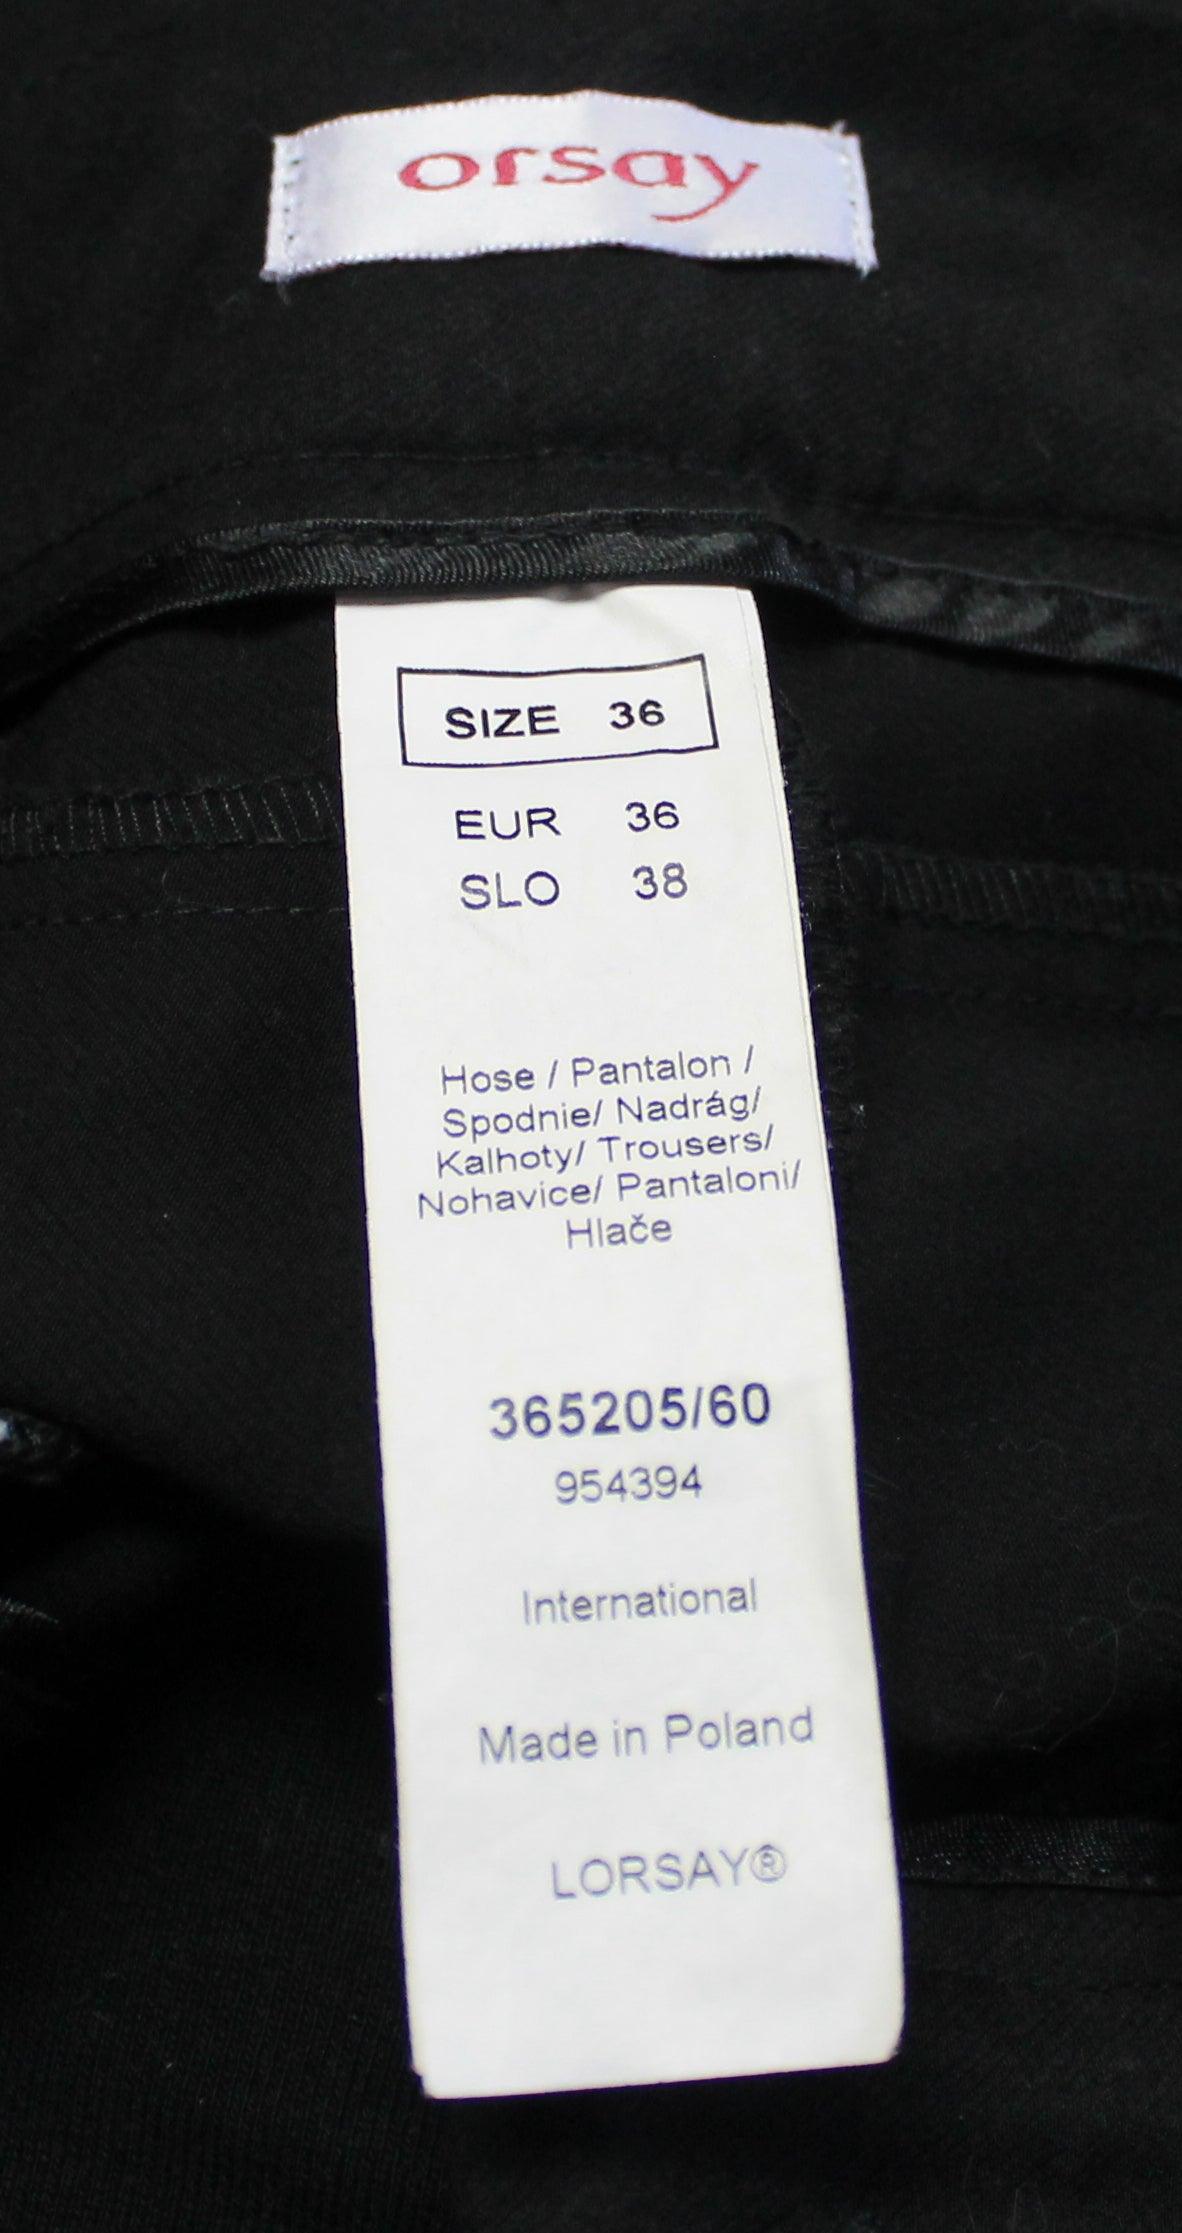 orsay
SIZE 36
EUR 36
SLO 38
Hose / Pantalon /
Spodnie/ Nadrág/
Kalhoty/ Trousers/
Nohavice/ Pantaloni/
Hlače
365205/60
954394
International
Made in Poland
LORSAY®